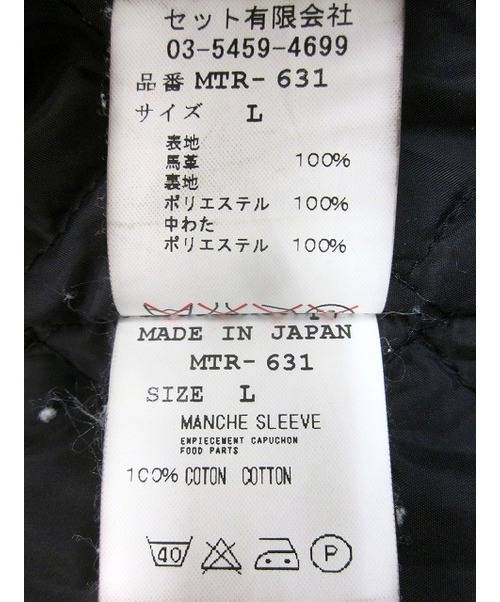 セット有限会社
03-5459-4699
品番 MTR-631
サイズ L
表地
馬革 100%
裏地
ポリエステル 100%
中わた
ポリエステル 100%
MADE IN JAPAN
MTR-631
SIZE L
MANCHE SLEEVE
EMPIECEMENT CAPUCHON
FOOD PARTS
100% COTON COTTON
40 P